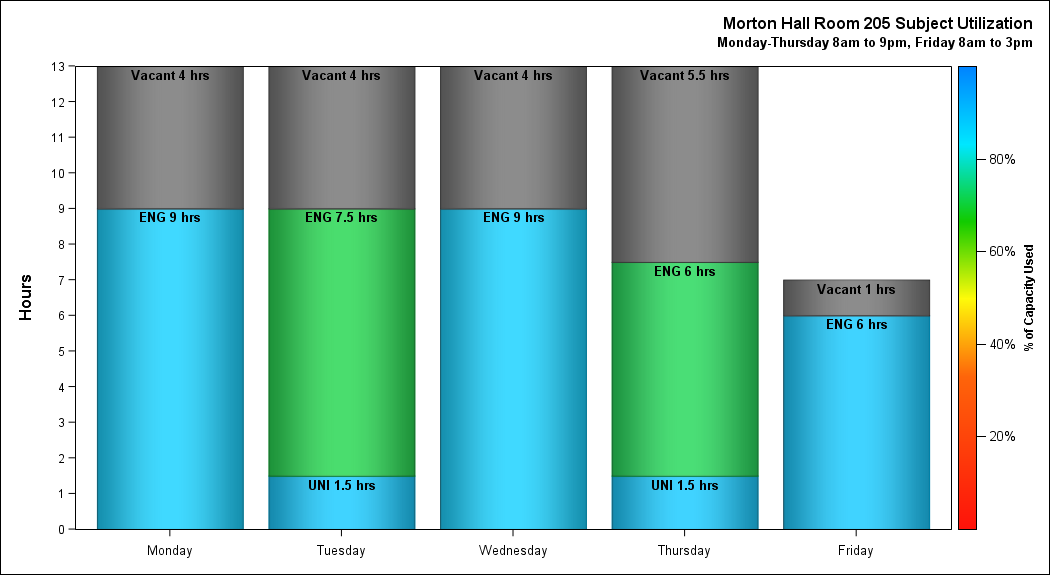 Morton Hall Room 205 Subject Utilization
Monday-Thursday 8am to 9pm, Friday 8am to 3pm
Hours
13
12
11
10
9
8
7
6
5
4
3
2
1
0
Vacant 4 hrs
ENG 9 hrs
Monday
Vacant 4 hrs
ENG 7.5 hrs
UNI 1.5 hrs
Tuesday
Vacant 4 hrs
ENG 9 hrs
Wednesday
Vacant 5.5 hrs
ENG 6 hrs
UNI 1.5 hrs
Thursday
Vacant 1 hrs
ENG 6 hrs
Friday
80%
60%
40%
20%
% of Capacity Used